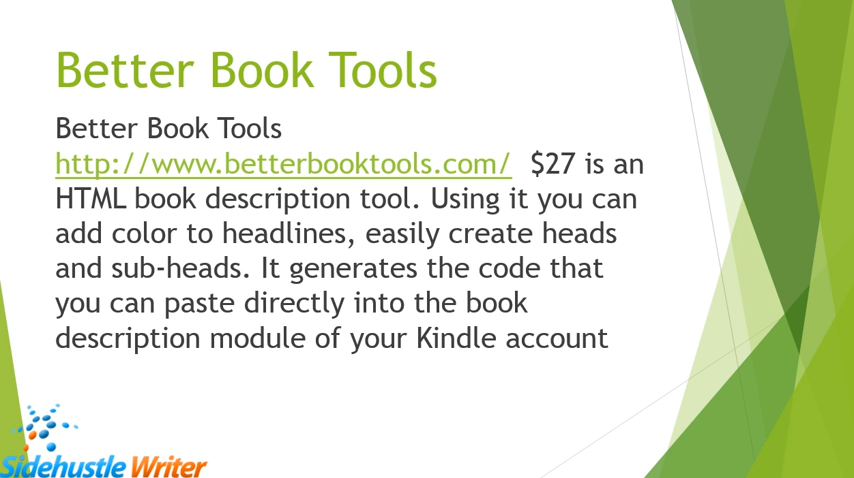 Better Book Tools
Better Book Tools
http://www.betterbooktools.com/ $27 is an
HTML book description tool. Using it you can
add color to headlines, easily create heads
and sub-heads. It generates the code that
you can paste directly into the book
description module of your Kindle account
Sidehustle Writer